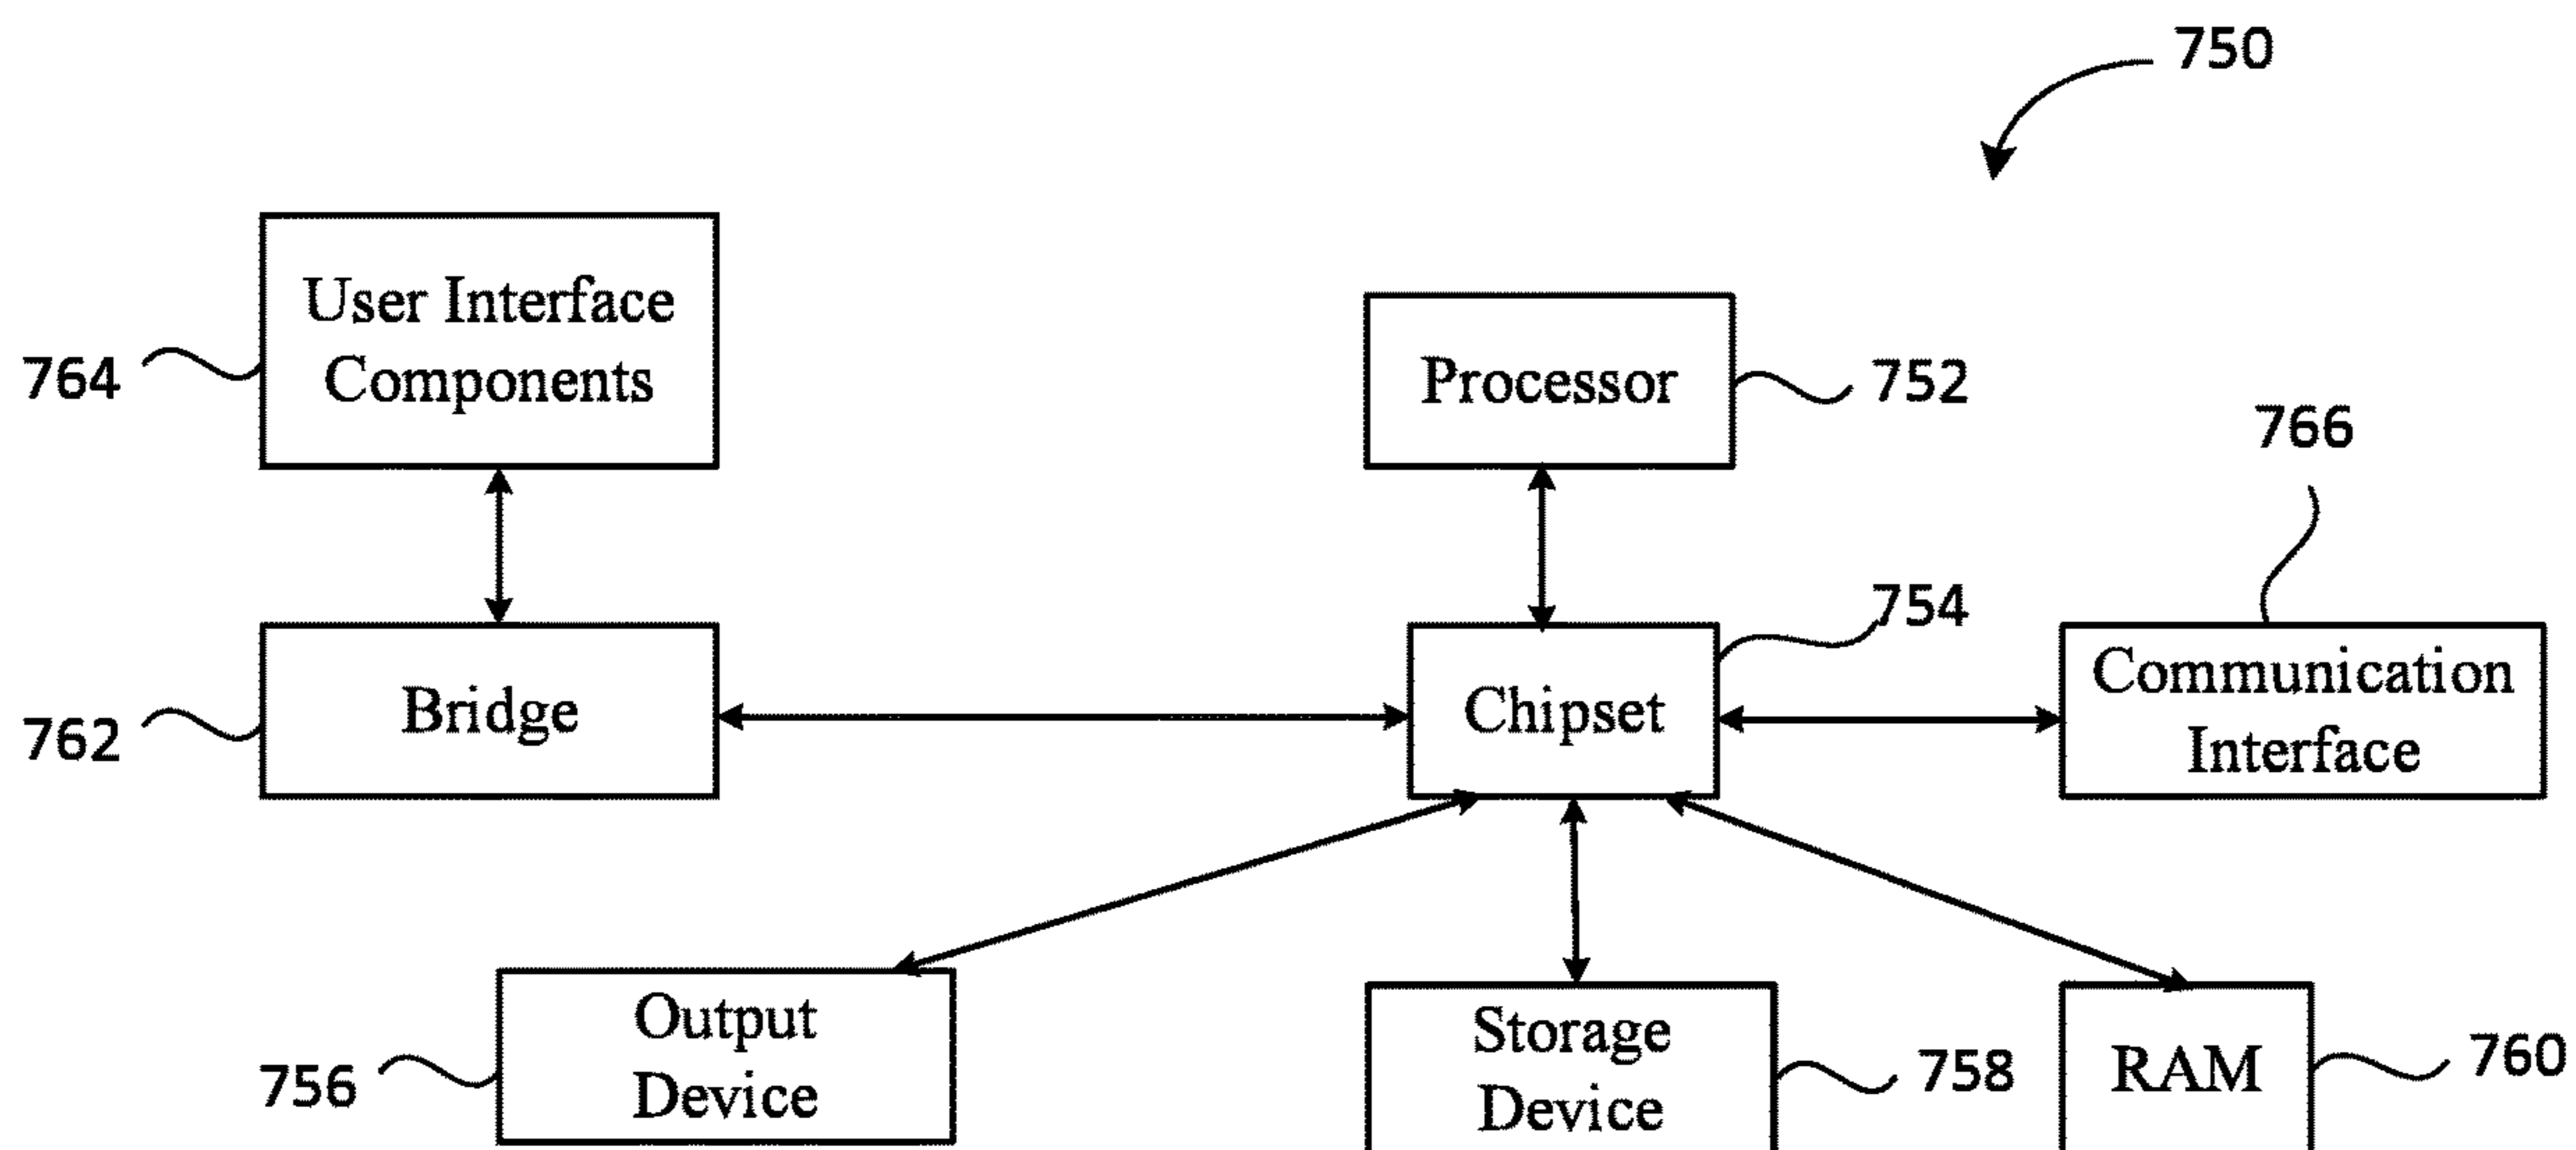 750
User Interface
Components
764
Processor
752
766
754
Communication
Interface
Chipset
Bridge
762
Output
Device
756
Storage
Device
758
RAM
760